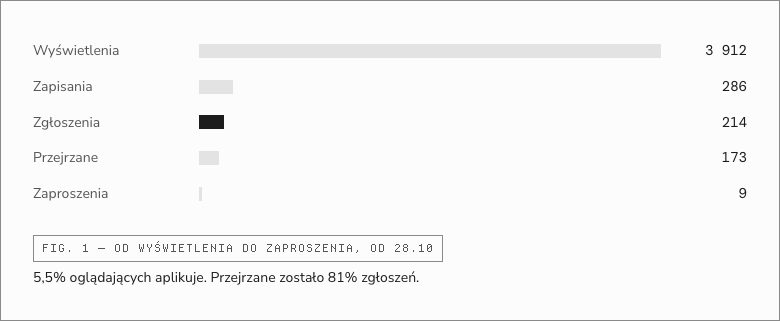 Wyświetlenia 3 912
Zapisania 286
Zgłoszenia 214
Przejrzane 173
Zaproszenia 9
FIG. 1 — OD WYŚWIETLENIA DO ZAPROSZENIA, OD 28.10
5,5% oglądających aplikuje. Przejrzane zostało 81% zgłoszeń.